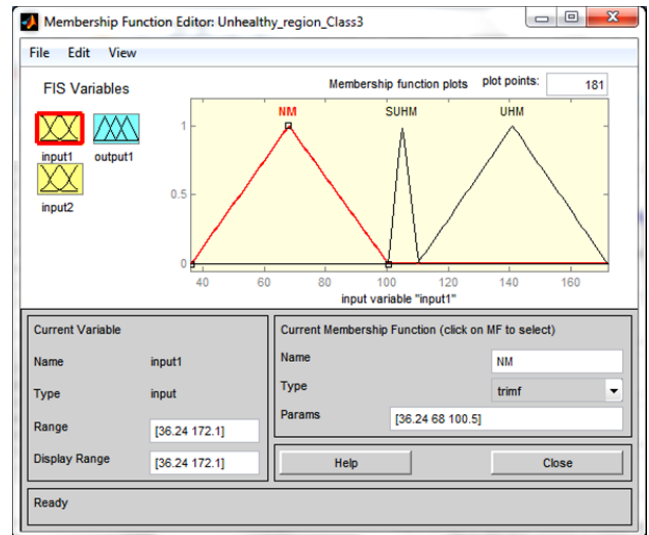 Membership Function Editor: Unhealthy_region_Class3
File Edit View
FIS Variables
input1
output1
input2
Membership function plots plot points: 181
NM SUHM UHM
1
0.5
0
40 60 80 100 120 140 160
input variable "input1"
Current Variable
Name input1
Type input
Range [36.24 172.1]
Display Range [36.24 172.1]
Current Membership Function (click on MF to select)
Name NM
Type trimf
Params [36.24 68 100.5]
Help Close
Ready